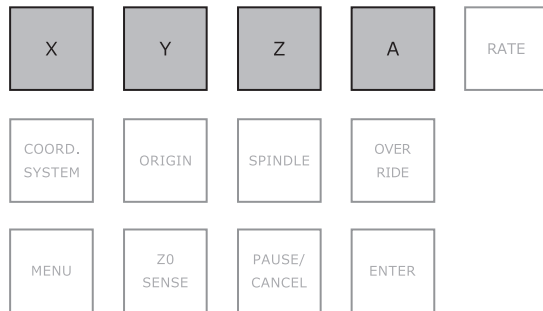 X Y Z A RATE
COORD. SYSTEM ORIGIN SPINDLE OVER RIDE
MENU Z0 SENSE PAUSE/ CANCEL ENTER